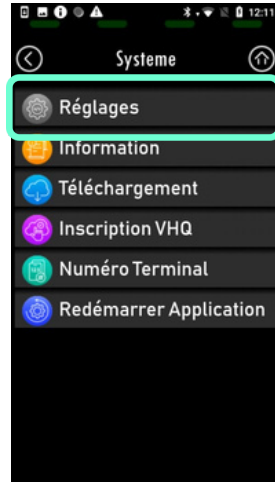 12:11
Systeme
Réglages
Information
Téléchargement
Inscription VHQ
Numéro Terminal
Redémarrer Application